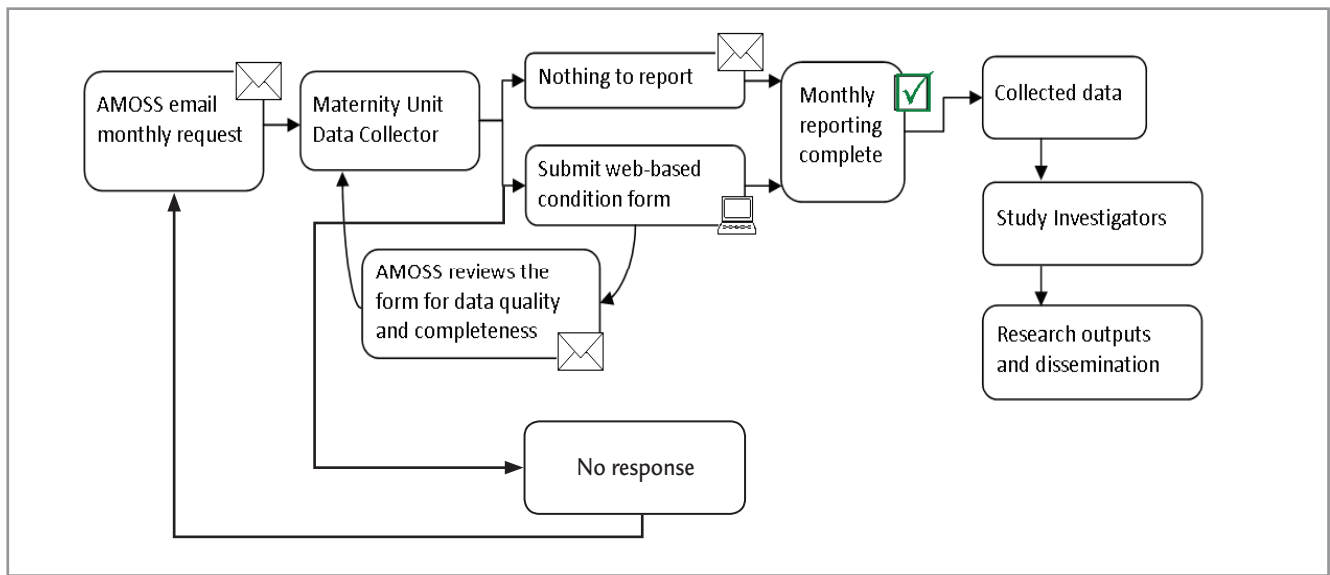 AMOSS email
monthly request
Maternity Unit
Data Collector
Nothing to report
Submit web-based
condition form
AMOSS reviews the
form for data quality
and completeness
No response
Monthly
reporting
complete
Collected data
Study Investigators
Research outputs
and dissemination